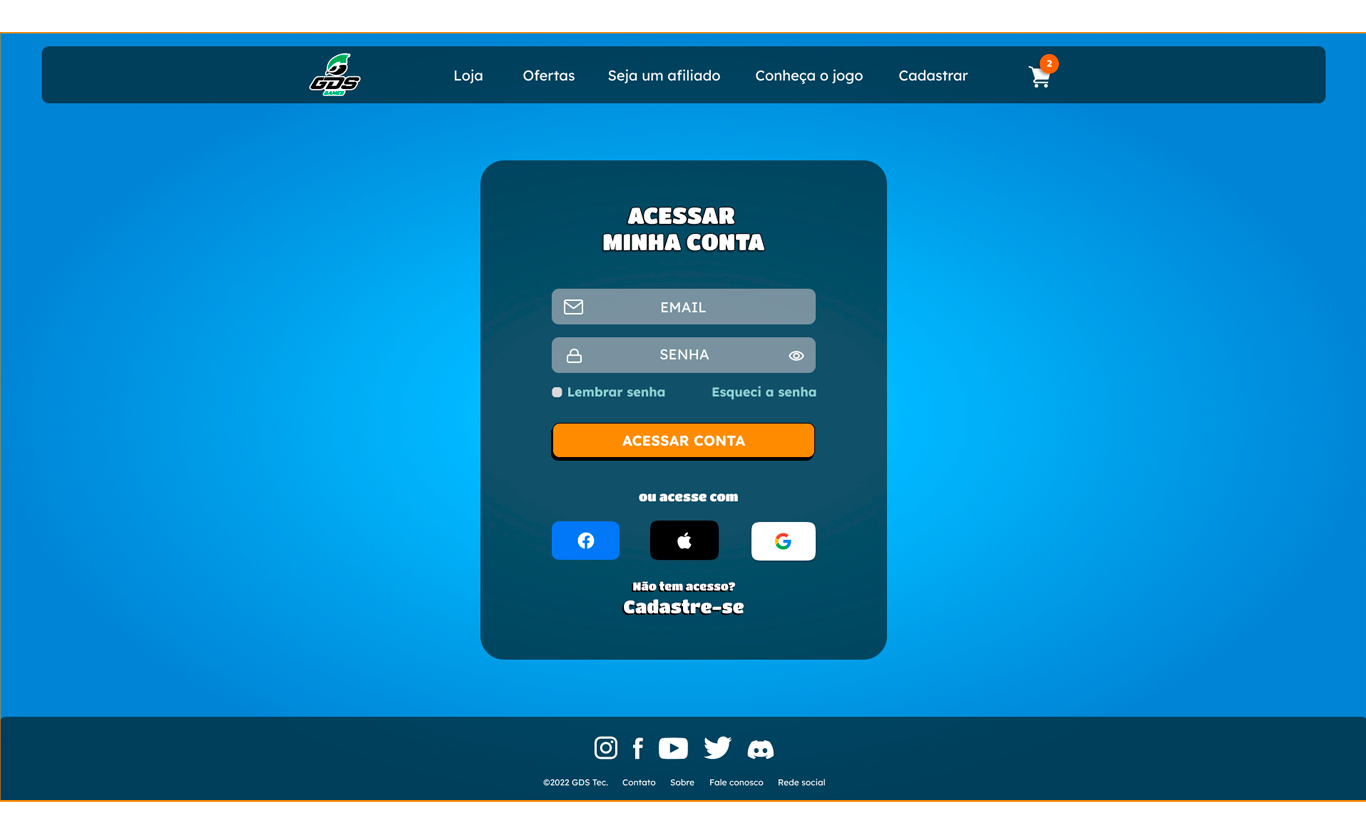 GDS
GAMES
Loja Ofertas Seja um afiliado Conheça o jogo Cadastrar
2
ACESSAR
MINHA CONTA
EMAIL
SENHA
Lembrar senha Esqueci a senha
ACESSAR CONTA
ou acesse com
Não tem acesso?
Cadastre-se
©2022 GDS Tec. Contato Sobre Fale conosco Rede social